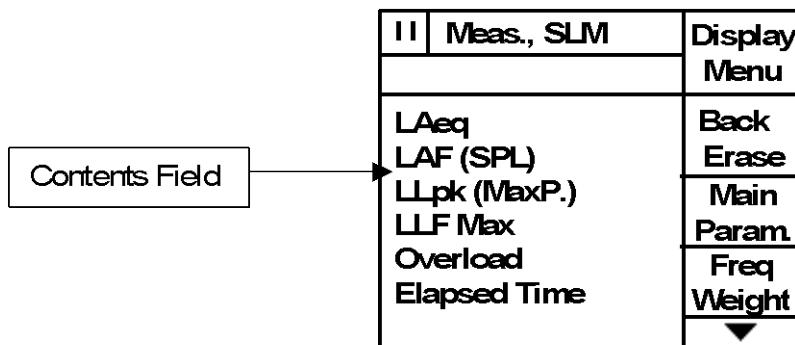 II Meas., SLM
Display
Menu
Contents Field
LAeq
LAF (SPL)
LLpk (MaxP.)
LLF Max
Overload
Elapsed Time
Back
Erase
Main
Param.
Freq
Weight